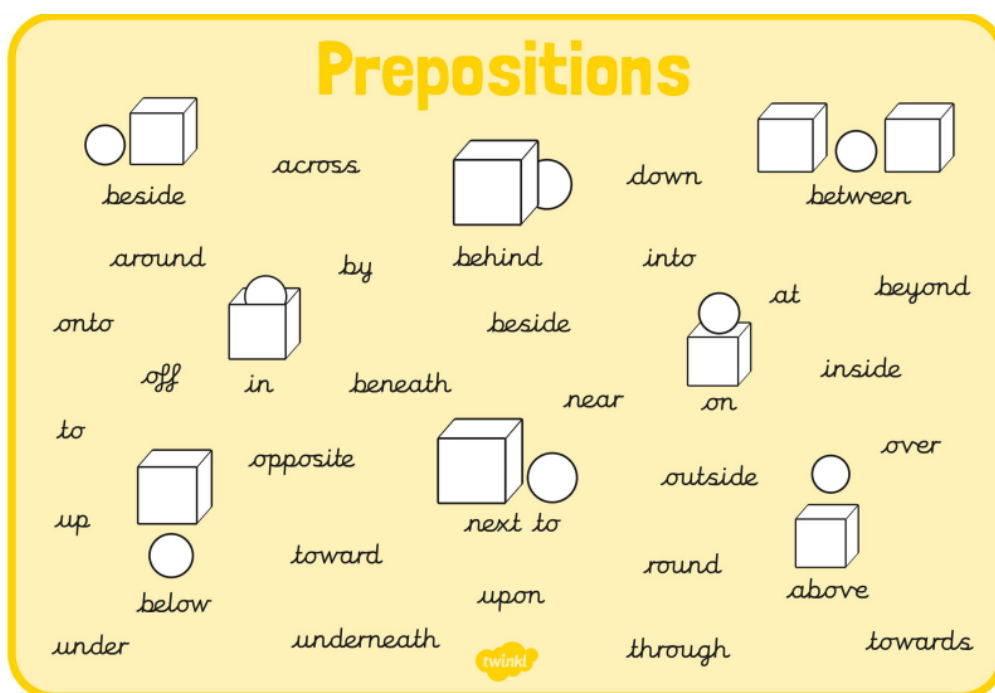 Prepositions
across
down
beside
between
around
by
behind
into
at
beyond
onto
beside
off
in
beneath
near
on
inside
to
opposite
over
outside
up
next to
toward
round
below
upon
above
under
underneath
through
towards
twinkl